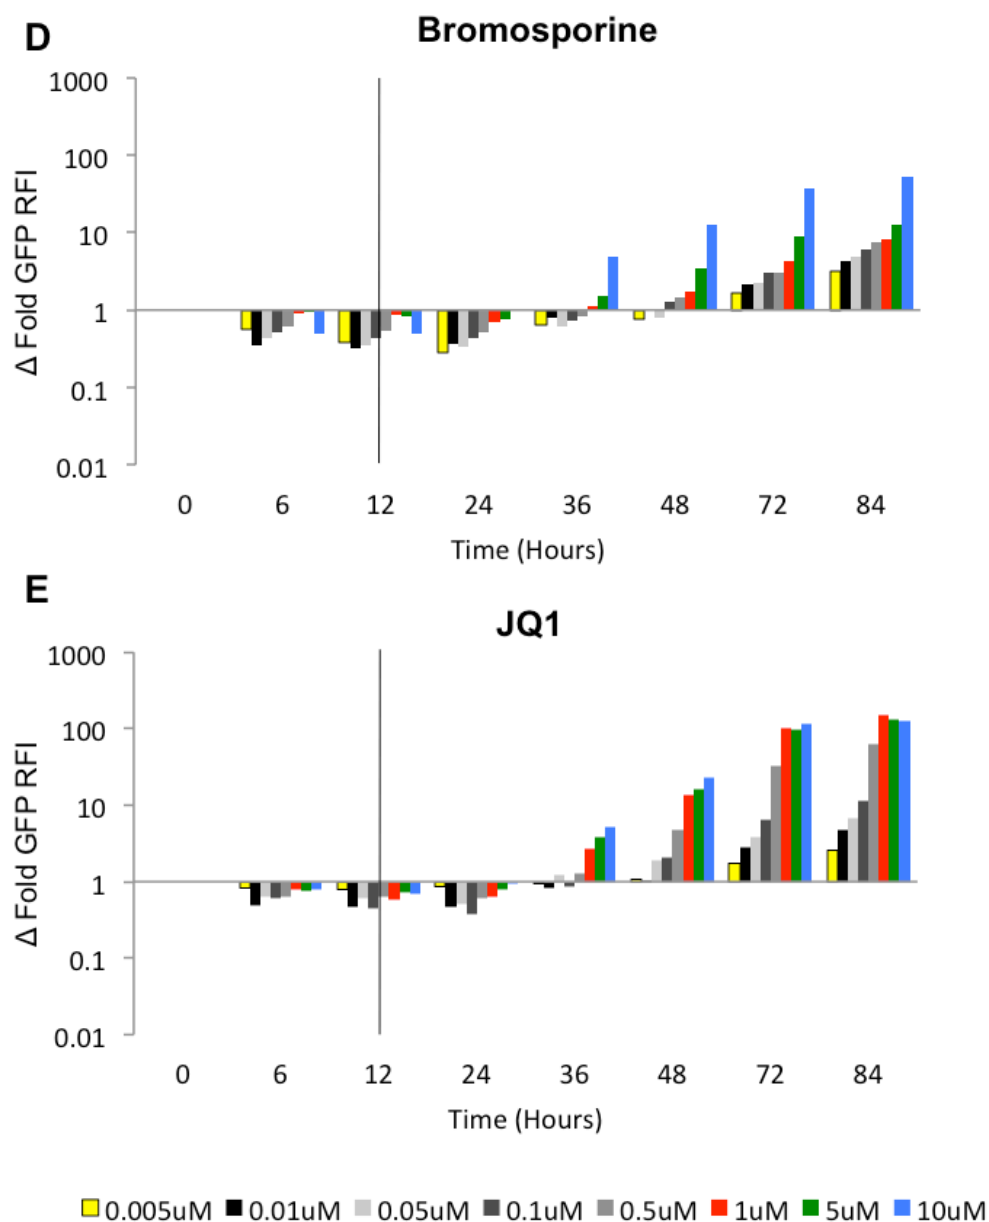 D
Bromosporine
1000
100
10
1
0.1
0.01
Δ Fold GFP RFI
0 6 12 24 36 48 72 84
Time (Hours)
E
JQ1
1000
100
10
1
0.1
0.01
Δ Fold GFP RFI
0 6 12 24 36 48 72 84
Time (Hours)
0.005uM 0.01uM 0.05uM 0.1uM 0.5uM 1uM 5uM 10uM